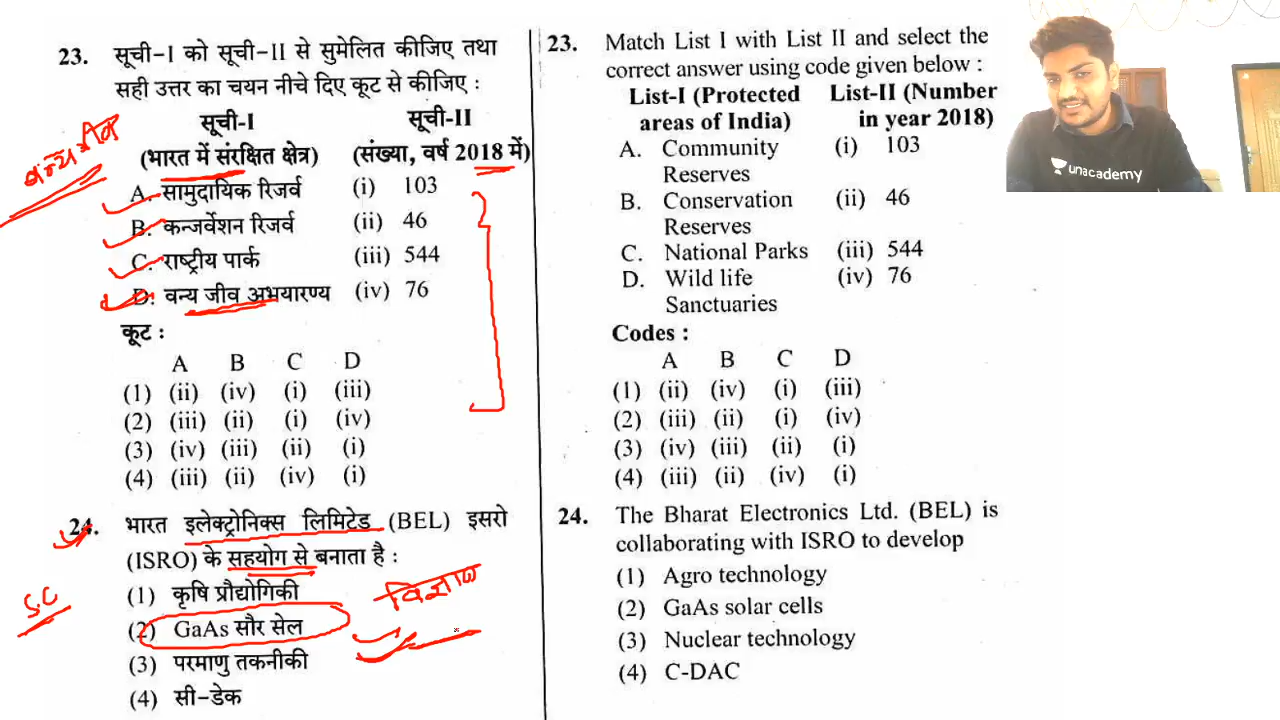 23. सूची-I को सूची-II से सुमेलित कीजिए तथा
सही उत्तर का चयन नीचे दिए कूट से कीजिए :
सूची-I सूची-II
(भारत में संरक्षित क्षेत्र) (संख्या, वर्ष 2018 में)
A. सामुदायिक रिजर्व (i) 103
B. कन्जर्वेशन रिजर्व (ii) 46
C. राष्ट्रीय पार्क (iii) 544
D. वन्य जीव अभयारण्य (iv) 76
कूट :
A B C D
(1) (ii) (iv) (i) (iii)
(2) (iii) (ii) (i) (iv)
(3) (iv) (iii) (ii) (i)
(4) (iii) (ii) (iv) (i)
24. भारत इलेक्ट्रोनिक्स लिमिटेड (BEL) इसरो
(ISRO) के सहयोग से बनाता है :
(1) कृषि प्रौद्योगिकी
(2) GaAs सौर सेल
(3) परमाणु तकनीकी
(4) सी-डेक
विज्ञान
23. Match List I with List II and select the
correct answer using code given below :
List-I (Protected List-II (Number
areas of India) in year 2018)
A. Community (i) 103
Reserves
B. Conservation (ii) 46
Reserves
C. National Parks (iii) 544
D. Wild life (iv) 76
Sanctuaries
Codes :
A B C D
(1) (ii) (iv) (i) (iii)
(2) (iii) (ii) (i) (iv)
(3) (iv) (iii) (ii) (i)
(4) (iii) (ii) (iv) (i)
24. The Bharat Electronics Ltd. (BEL) is
collaborating with ISRO to develop
(1) Agro technology
(2) GaAs solar cells
(3) Nuclear technology
(4) C-DAC
unacademy